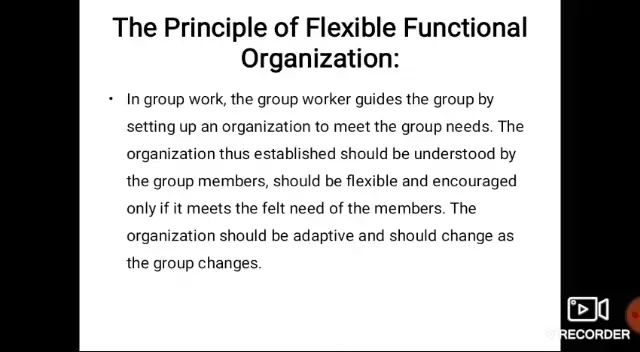 The Principle of Flexible Functional
Organization:
• In group work, the group worker guides the group by
setting up an organization to meet the group needs. The
organization thus established should be understood by
the group members, should be flexible and encouraged
only if it meets the felt need of the members. The
organization should be adaptive and should change as
the group changes.
RECORDER